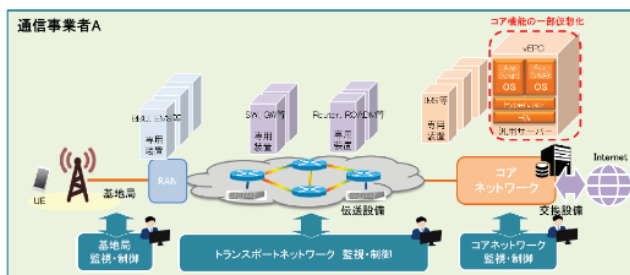 通信事業者A
コア機能の一部仮想化
vEPC
OS
OS
Hypervisor
HW
汎用サーバー
IMS等
専用
装置
SW, GW等
専用
装置
Router, ROADM等
専用
装置
専用
装置
RAN
UE
基地局
伝送設備
コア
ネットワーク
交換設備
Internet
基地局
監視・制御
トランスポートネットワーク 監視・制御
コアネットワーク
監視・制御